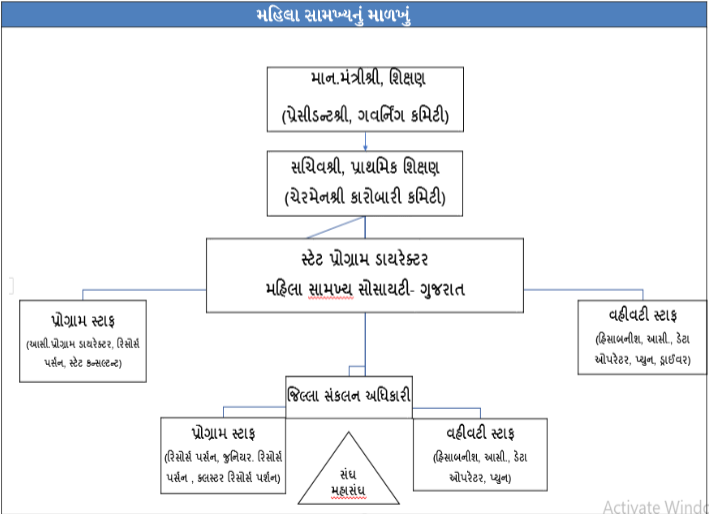 મહિલા સામખ્યનું માળખું
માન.મંત્રીશ્રી, શિક્ષણ
(પ્રેસીડન્ટશ્રી, ગવર્નિંગ કમિટી)
સચિવશ્રી, પ્રાથમિક શિક્ષણ
(ચેરમેનશ્રી કારોબારી કમિટી)
સ્ટેટ પ્રોગ્રામ ડાયરેક્ટર
મહિલા સામખ્ય સોસાયટી- ગુજરાત
પ્રોગ્રામ સ્ટાફ
(આસી.પ્રોગ્રામ ડાયરેક્ટર, રિસોર્સ
પર્સન, સ્ટેટ કન્સલ્ટન્ટ)
વહીવટી સ્ટાફ
(હિસાબનીશ, આસી., ડેટા
ઓપરેટર, પ્યુન, ડ્રાઈવર)
જિલ્લા સંકલન અધિકારી
પ્રોગ્રામ સ્ટાફ
(રિસોર્સ પર્સન, જુનિયર. રિસોર્સ
પર્સન , કલસ્ટર રિસોર્સ પર્શન)
સંઘ
મહાસંઘ
વહીવટી સ્ટાફ
(હિસાબનીશ, આસી., ડેટા
ઓપરેટર, પ્યુન)
Activate Windo